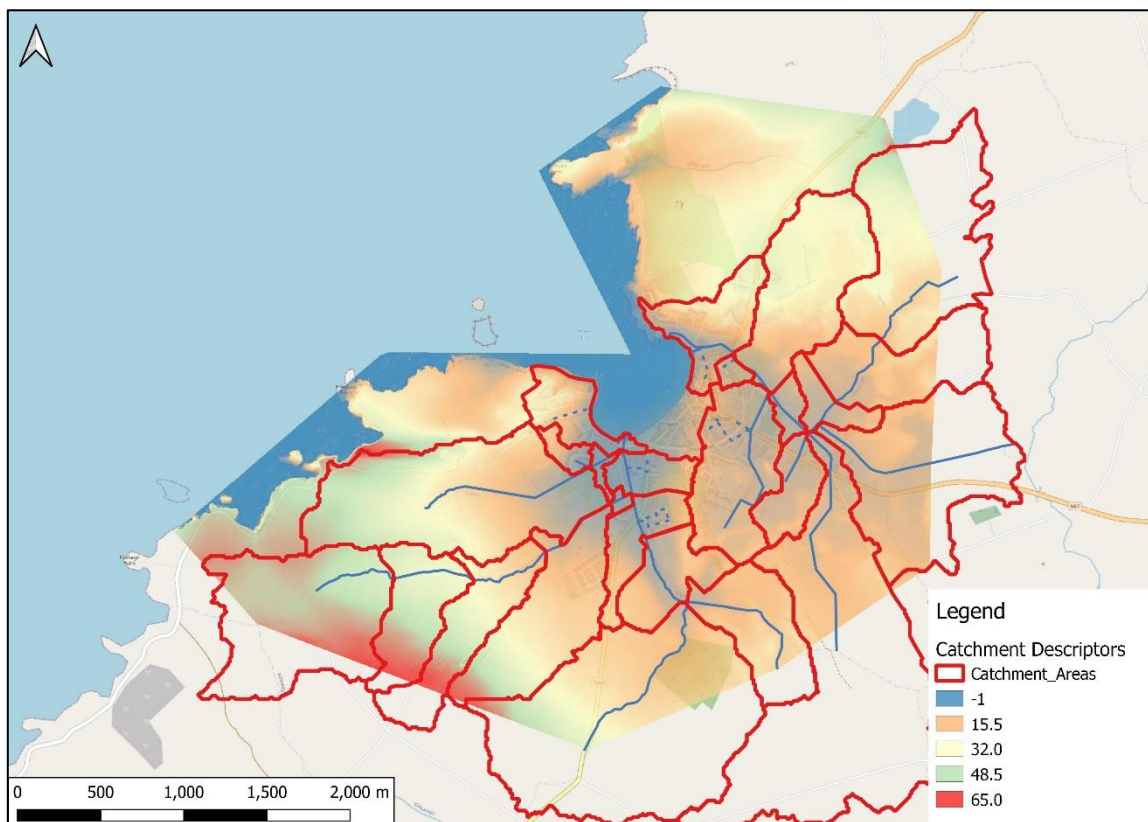 N67
Legend
Catchment Descriptors
Catchment_Areas
-1
15.5
32.0
48.5
65.0
0 500 1,000 1,500 2,000 m